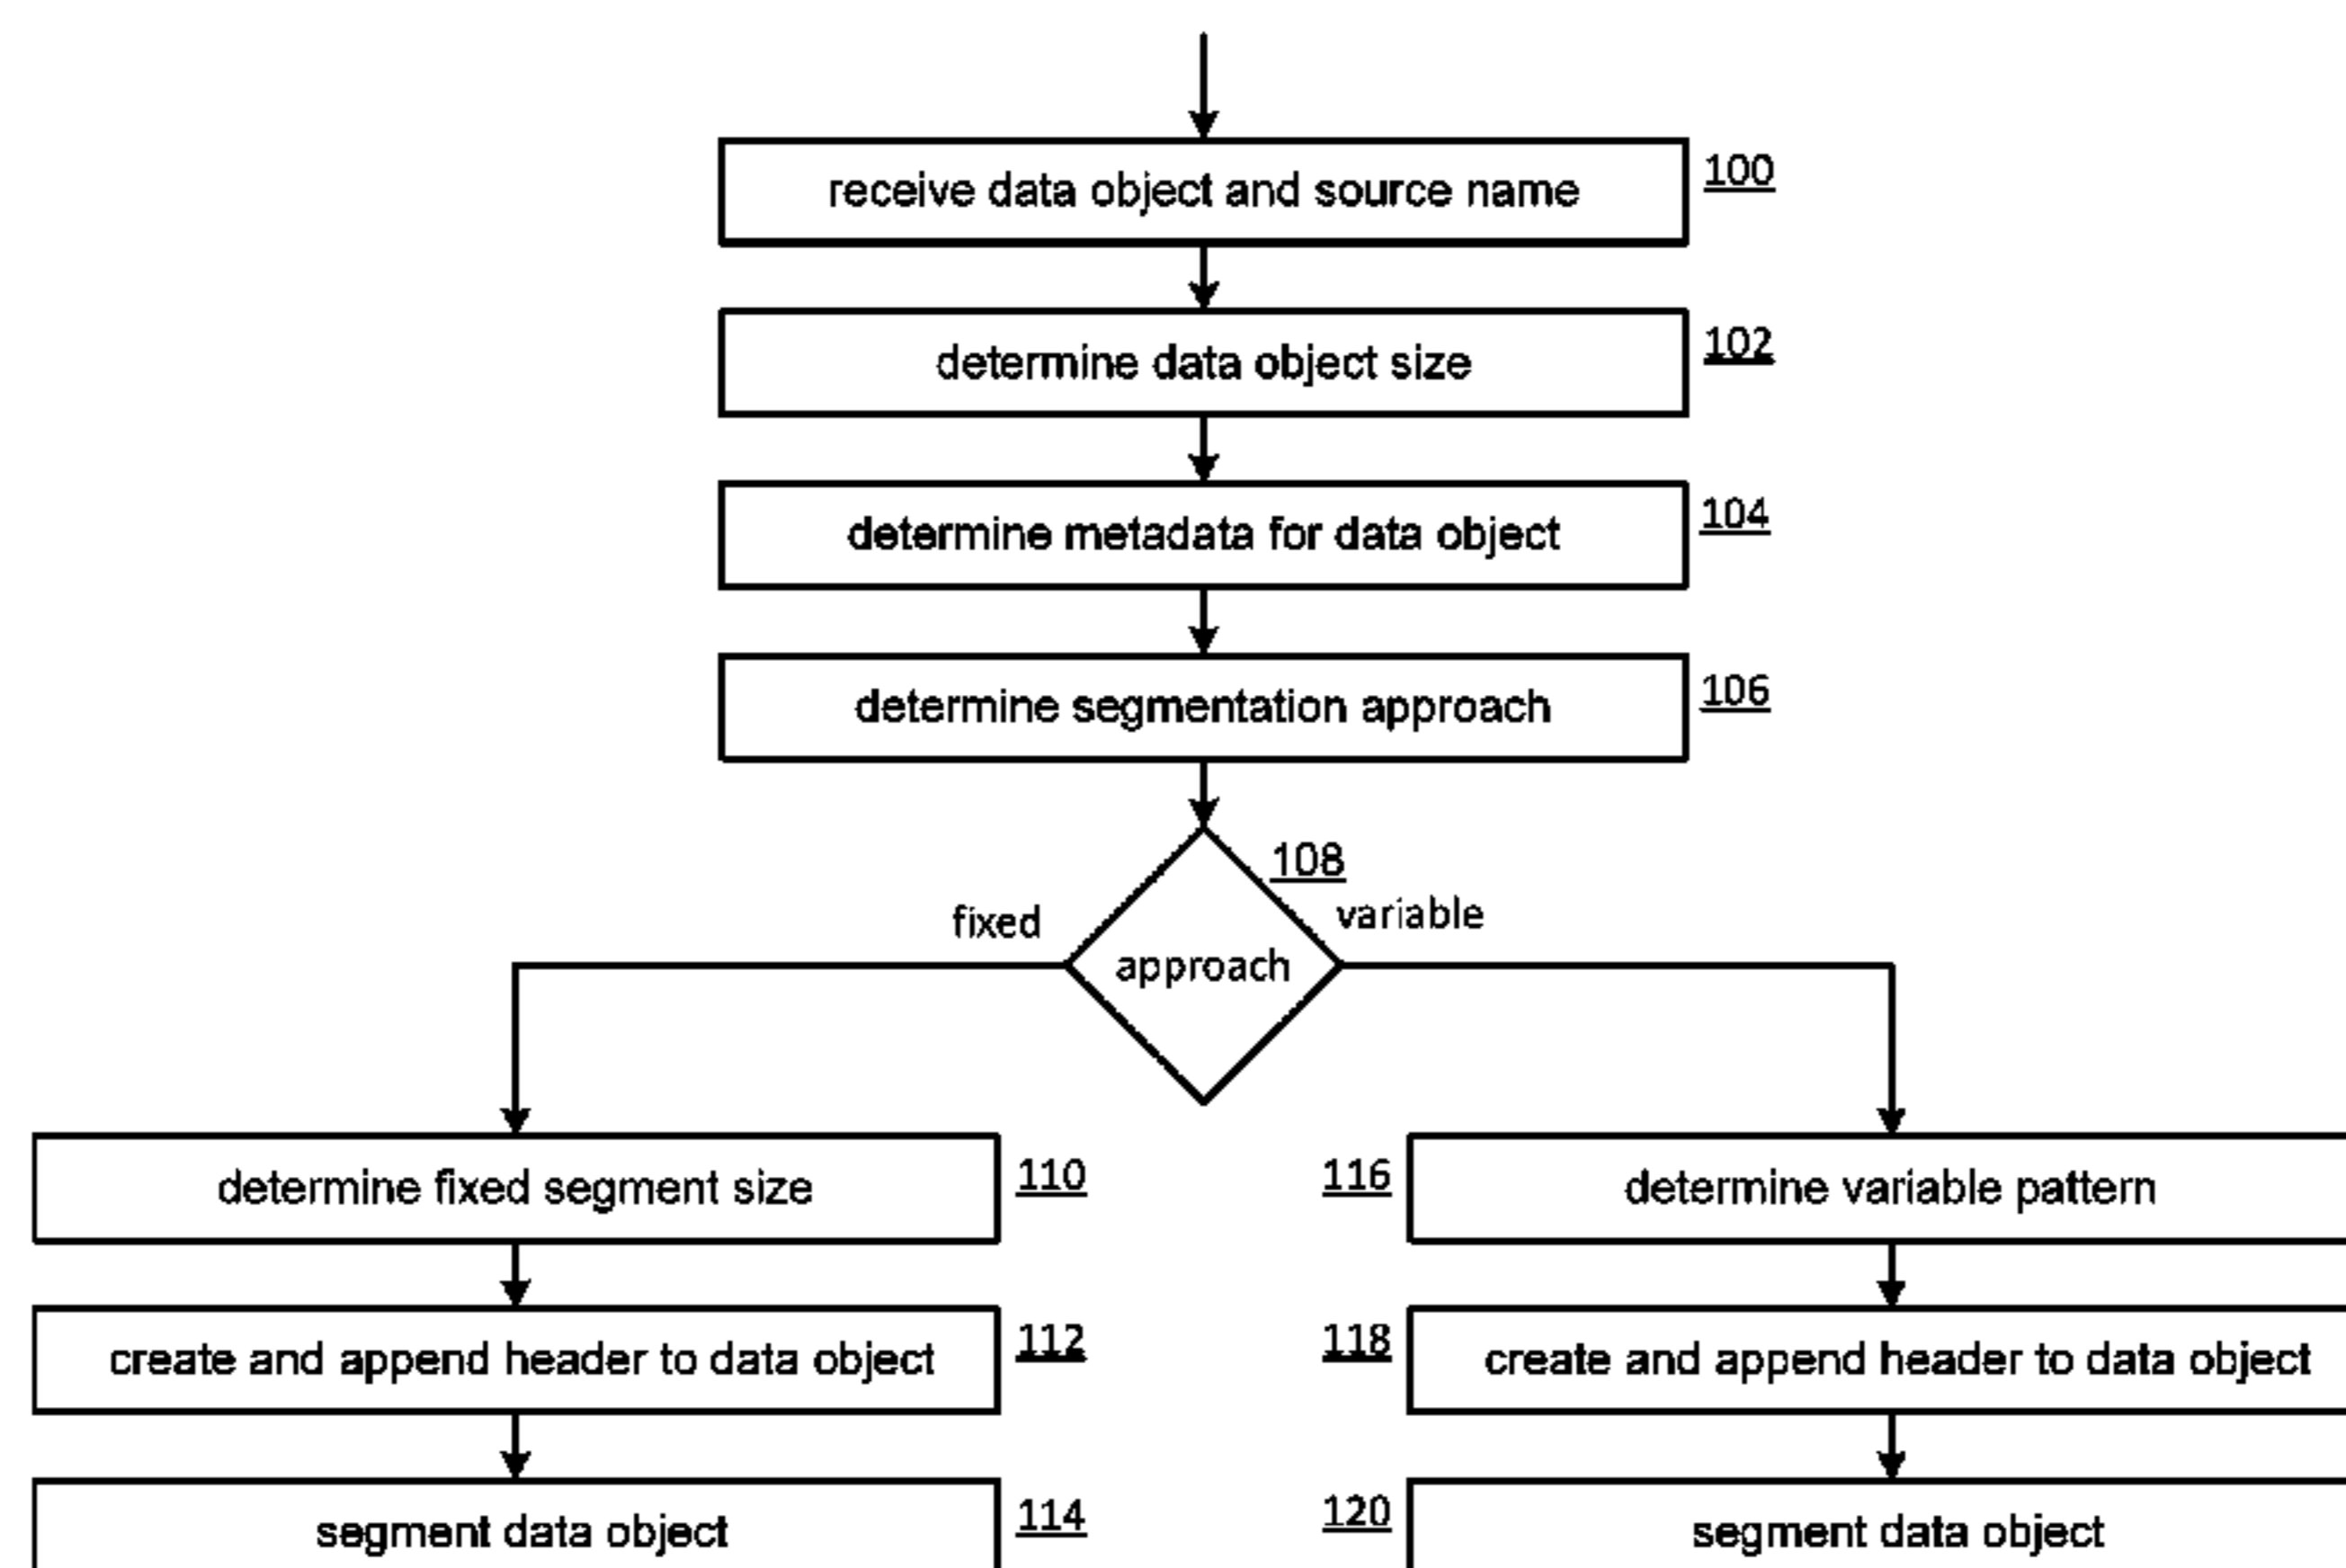 receive data object and source name
100
determine data object size
102
determine metadata for data object
104
determine segmentation approach
106
108
fixed
variable
approach
determine fixed segment size
110
116
determine variable pattern
create and append header to data object
112
118
create and append header to data object
segment data object
114
120
segment data object